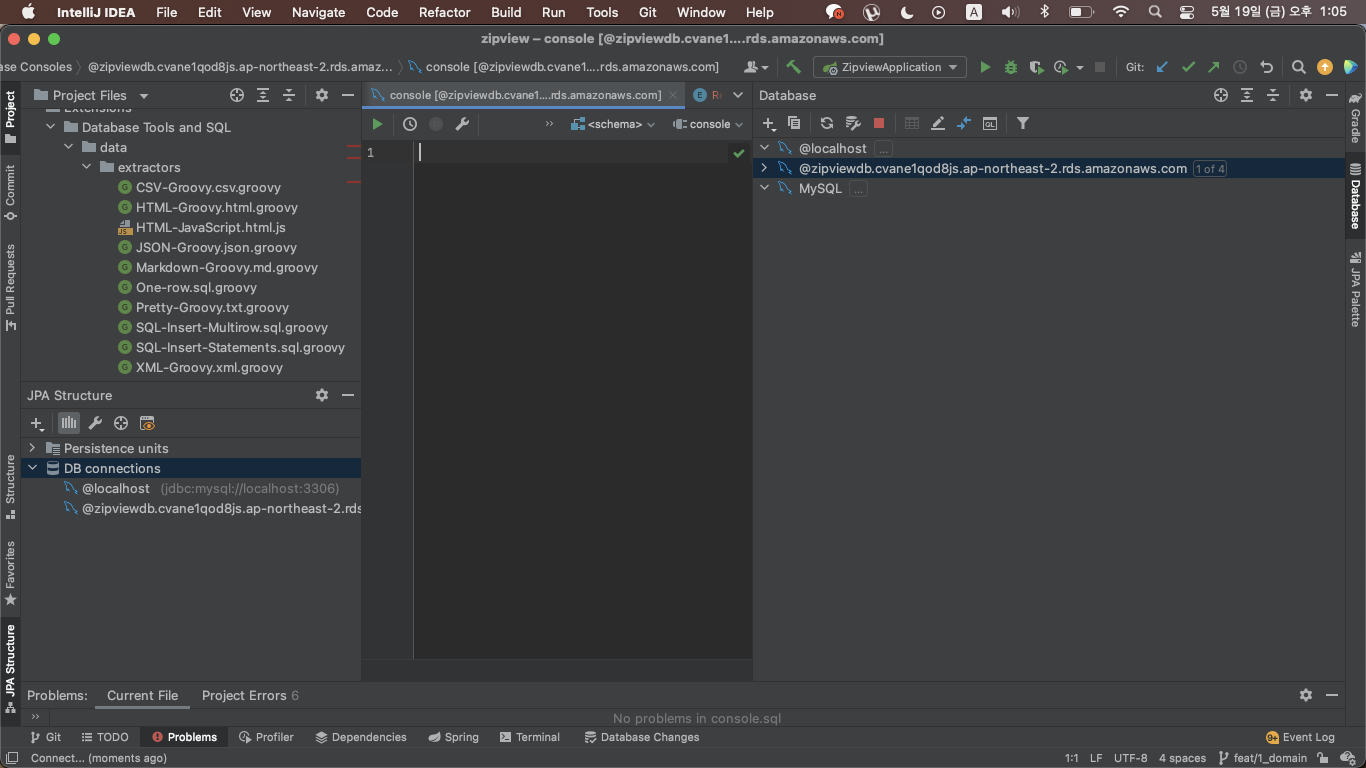 IntelliJ IDEA File Edit View Navigate Code Refactor Build Run Tools Git Window Help A 5월 19일 (금) 오후 1:05
zipview – console [@zipviewdb.cvane1....rds.amazonaws.com]
ase Consoles @zipviewdb.cvane1qod8js.ap-northeast-2.rds.amaz... console [@zipviewdb.cvane1....rds.amazonaws.com] ZipviewApplication Git:
Project
Commit
Pull Requests
Structure
Favorites
JPA Structure
Project Files
Extensions
Database Tools and SQL
data
extractors
CSV-Groovy.csv.groovy
HTML-Groovy.html.groovy
HTML-JavaScript.html.js
JSON-Groovy.json.groovy
Markdown-Groovy.md.groovy
One-row.sql.groovy
Pretty-Groovy.txt.groovy
SQL-Insert-Multirow.sql.groovy
SQL-Insert-Statements.sql.groovy
XML-Groovy.xml.groovy
JPA Structure
Persistence units
DB connections
@localhost (jdbc:mysql://localhost:3306)
@zipviewdb.cvane1qod8js.ap-northeast-2.rds
console [@zipviewdb.cvane1....rds.amazonaws.com]
<schema> console
1
Database
@localhost ...
@zipviewdb.cvane1qod8js.ap-northeast-2.rds.amazonaws.com 1 of 4
MySQL ...
Gradle
Database
JPA Palette
Problems: Current File Project Errors 6
No problems in console.sql
Git TODO Problems Profiler Dependencies Spring Terminal Database Changes 9+ Event Log
Connect... (moments ago) 1:1 LF UTF-8 4 spaces feat/1_domain